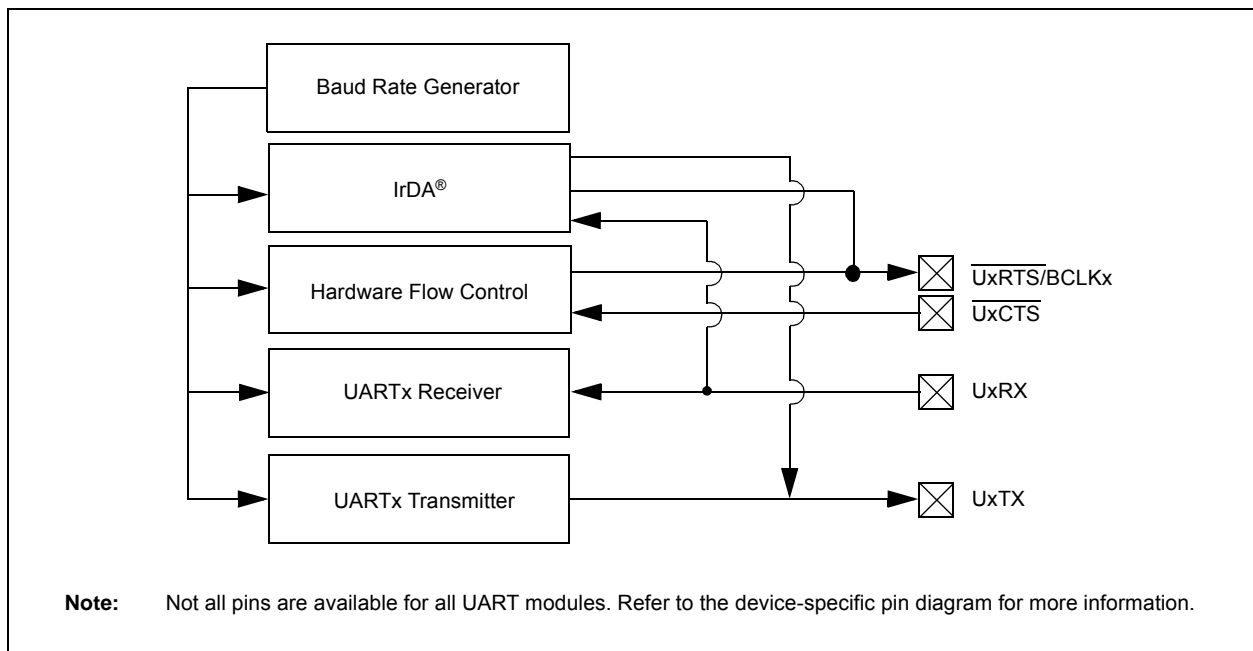 Baud Rate Generator
IrDA®
Hardware Flow Control
UxRTS/BCLKx
UxCTS
UARTx Receiver
UxRX
UARTx Transmitter
UxTX
Note: Not all pins are available for all UART modules. Refer to the device-specific pin diagram for more information.